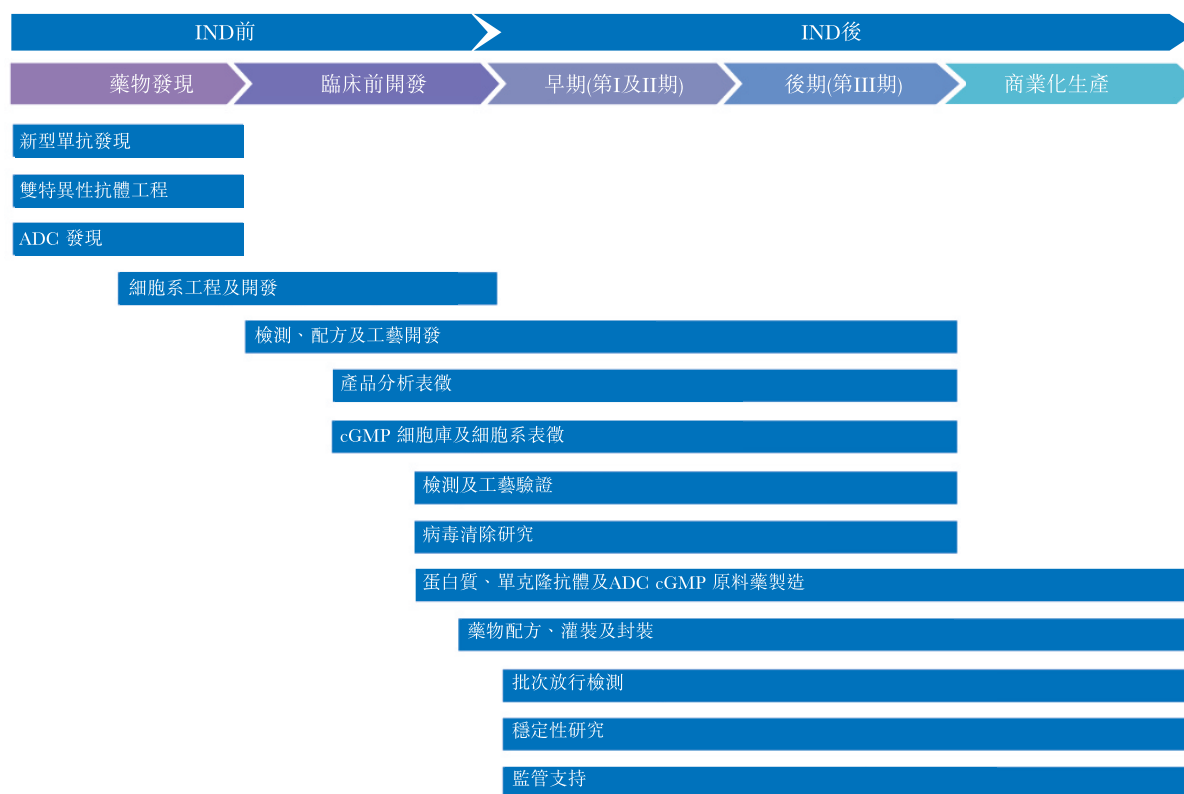 IND前
IND後
藥物發現
臨床前開發
早期(第I及II期)
後期(第III期)
商業化生產
新型單抗發現
雙特異性抗體工程
ADC 發現
細胞系工程及開發
檢測、配方及工藝開發
產品分析表徵
cGMP 細胞庫及細胞系表徵
檢測及工藝驗證
病毒清除研究
蛋白質、單克隆抗體及ADC cGMP 原料藥製造
藥物配方、灌裝及封裝
批次放行檢測
穩定性研究
監管支持